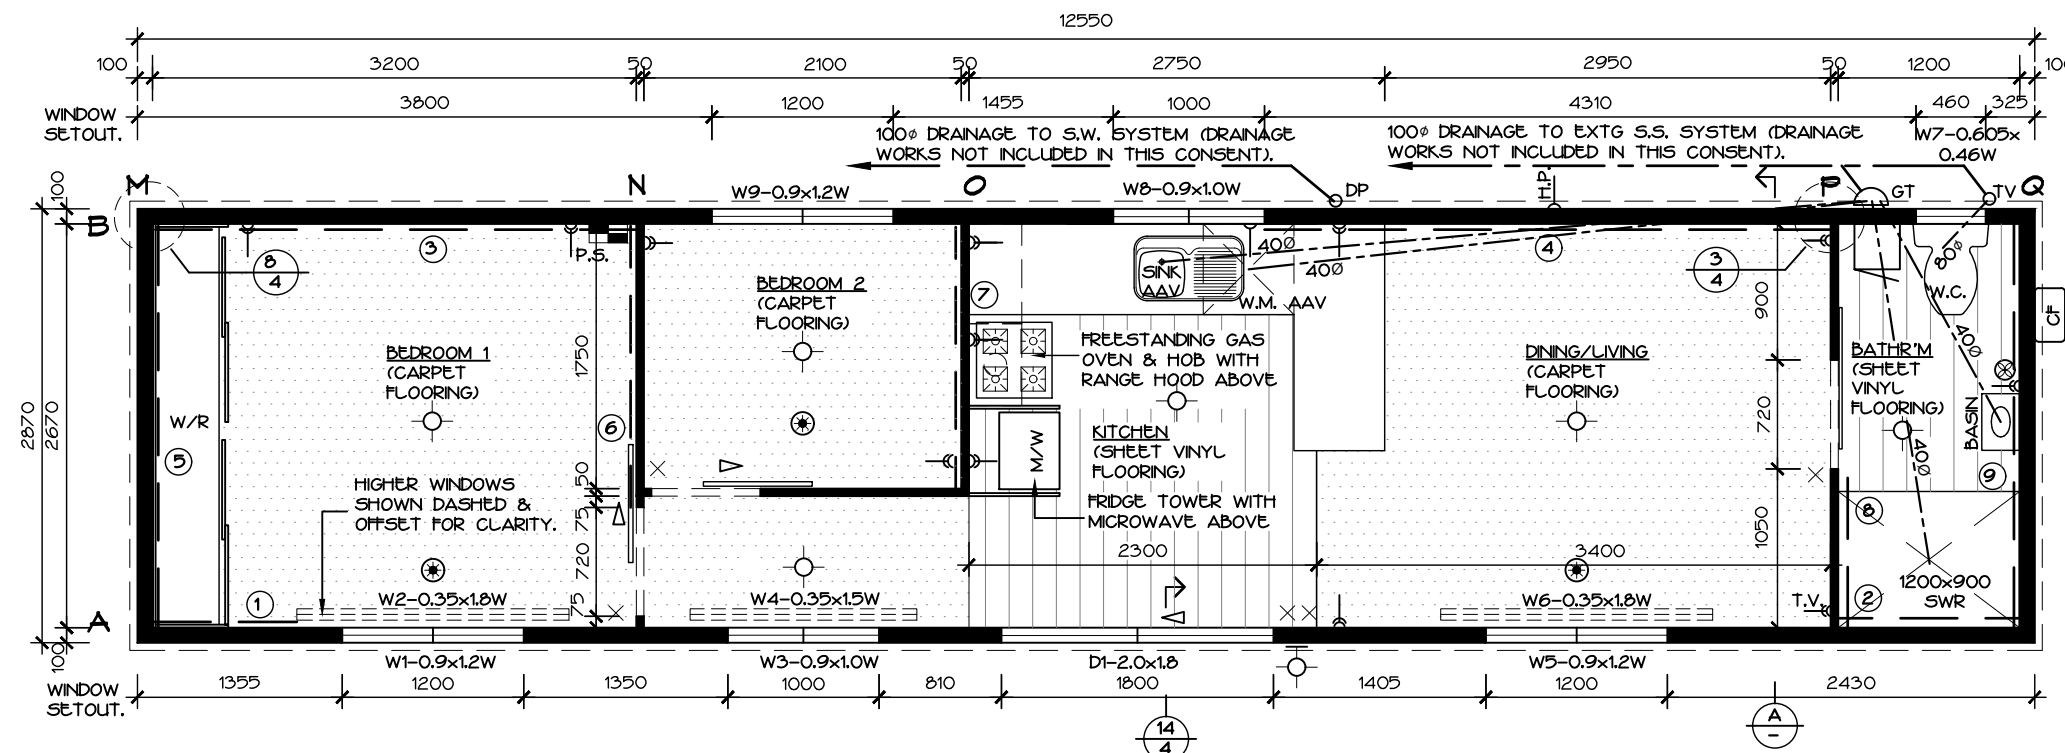 12550
100
3200
50
2100
50
2750
2950
50
1200
WINDOW
SETOUT.
3800
1200
1455
1000
4310
460
325
100⌀ DRAINAGE TO S.W. SYSTEM (DRAINAGE
WORKS NOT INCLUDED IN THIS CONSENT).
100⌀ DRAINAGE TO EXTG S.S. SYSTEM (DRAINAGE
WORKS NOT INCLUDED IN THIS CONSENT).
W7-0.605x
0.46W
M
N
O
P
Q
W9-0.9x1.2W
W8-0.9x1.0W
DP
H.P.
GT
TV
100
B
2870
2670
A
100
8
4
3
P.S.
BEDROOM 1
(CARPET
FLOORING)
W/R
5
6
1
HIGHER WINDOWS
SHOWN DASHED &
OFFSET FOR CLARITY.
1750
50
75
720
75
BEDROOM 2
(CARPET
FLOORING)
7
SINK
AAV
40⌀
40⌀
W.M. AAV
FREESTANDING GAS
OVEN & HOB WITH
RANGE HOOD ABOVE
M/W
KITCHEN
(SHEET VINYL
FLOORING)
FRIDGE TOWER WITH
MICROWAVE ABOVE
2300
4
3
4
DINING/LIVING
(CARPET
FLOORING)
3400
900
720
1050
80⌀
W.C.
40⌀
CF
BATHR'M
(SHEET
VINYL
FLOORING)
BASIN
40⌀
9
8
1200x900
SWR
2
T.V.
W2-0.35x1.8W
W4-0.35x1.5W
W6-0.35x1.8W
W1-0.9x1.2W
W3-0.9x1.0W
D1-2.0x1.8
W5-0.9x1.2W
WINDOW
SETOUT.
1355
1200
1350
1000
810
1800
1405
1200
2430
14
4
A
-